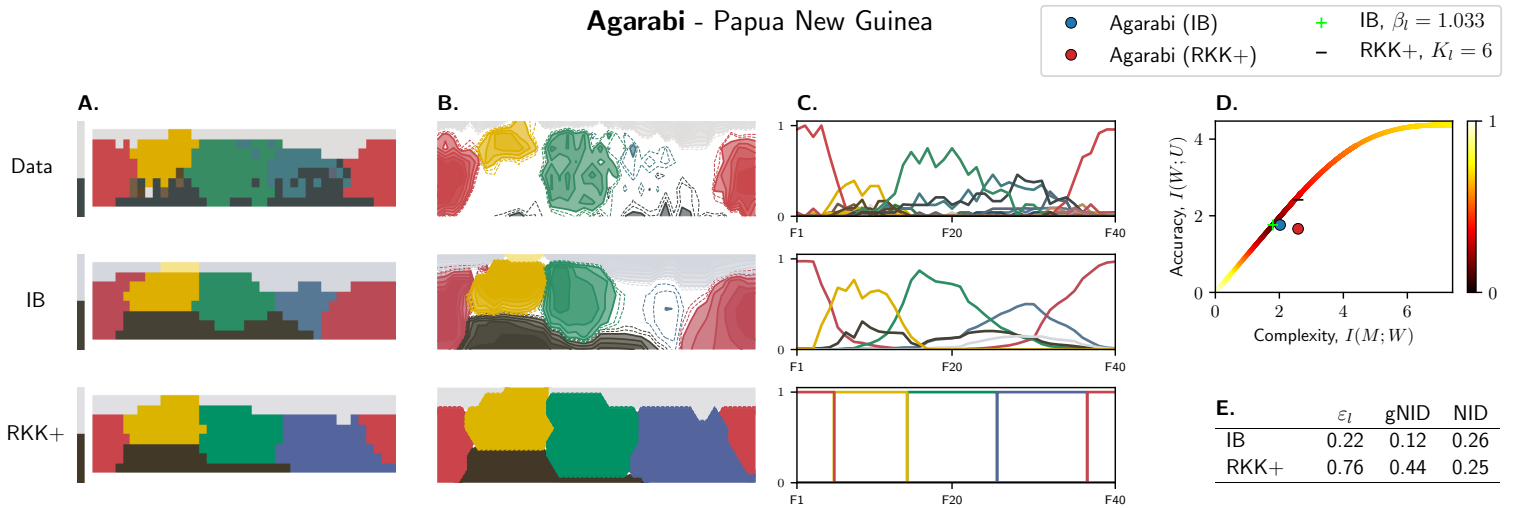 Agarabi - Papua New Guinea
Agarabi (IB)
Agarabi (RKK+)
IB, β_l = 1.033
RKK+, K_l = 6
A.
B.
C.
D.
Data
IB
RKK+
1
0
F1
F20
F40
1
0
F1
F20
F40
1
0
F1
F20
F40
Accuracy, I(W; U)
4
2
0
0
2
4
6
Complexity, I(M; W)
1
0
E.
ε_l gNID NID
IB 0.22 0.12 0.26
RKK+ 0.76 0.44 0.25